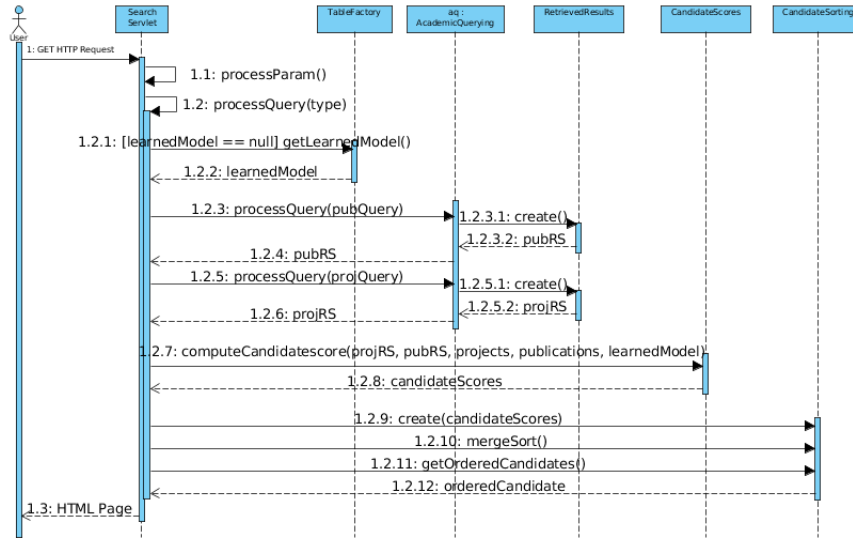 Search
Servlet
TableFactory
aq :
AcademicQuerying
RetrievedResults
CandidateScores
CandidateSorting
User
1: GET HTTP Request
1.1: processParam()
1.2: processQuery(type)
1.2.1: [learnedModel == null] getLearnedModel()
1.2.2: learnedModel
1.2.3: processQuery(pubQuery)
1.2.3.1: create()
1.2.3.2: pubRS
1.2.4: pubRS
1.2.5: processQuery(projQuery)
1.2.5.1: create()
1.2.5.2: projRS
1.2.6: projRS
1.2.7: computeCandidatescore(projRS, pubRS, projects, publications, learnedModel)
1.2.8: candidateScores
1.2.9: create(candidateScores)
1.2.10: mergeSort()
1.2.11: getOrderedCandidates()
1.2.12: orderedCandidate
1.3: HTML Page